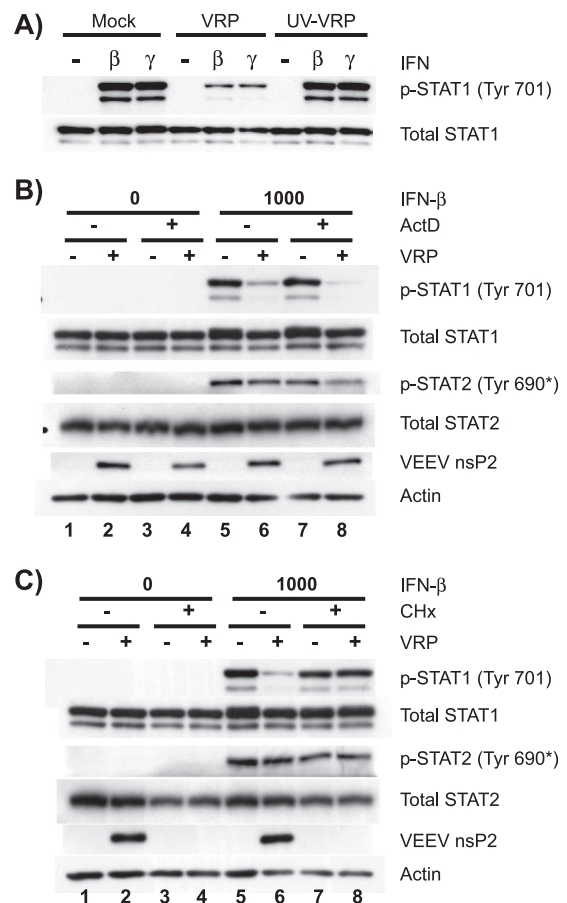 A)
Mock VRP UV-VRP
- β γ - β γ - β γ IFN
p-STAT1 (Tyr 701)
Total STAT1
B)
0 1000 IFN-β
- + - + ActD
- + - + - + - + VRP
p-STAT1 (Tyr 701)
Total STAT1
p-STAT2 (Tyr 690*)
Total STAT2
VEEV nsP2
Actin
1 2 3 4 5 6 7 8
C)
0 1000 IFN-β
- + - + CHx
- + - + - + - + VRP
p-STAT1 (Tyr 701)
Total STAT1
p-STAT2 (Tyr 690*)
Total STAT2
VEEV nsP2
Actin
1 2 3 4 5 6 7 8